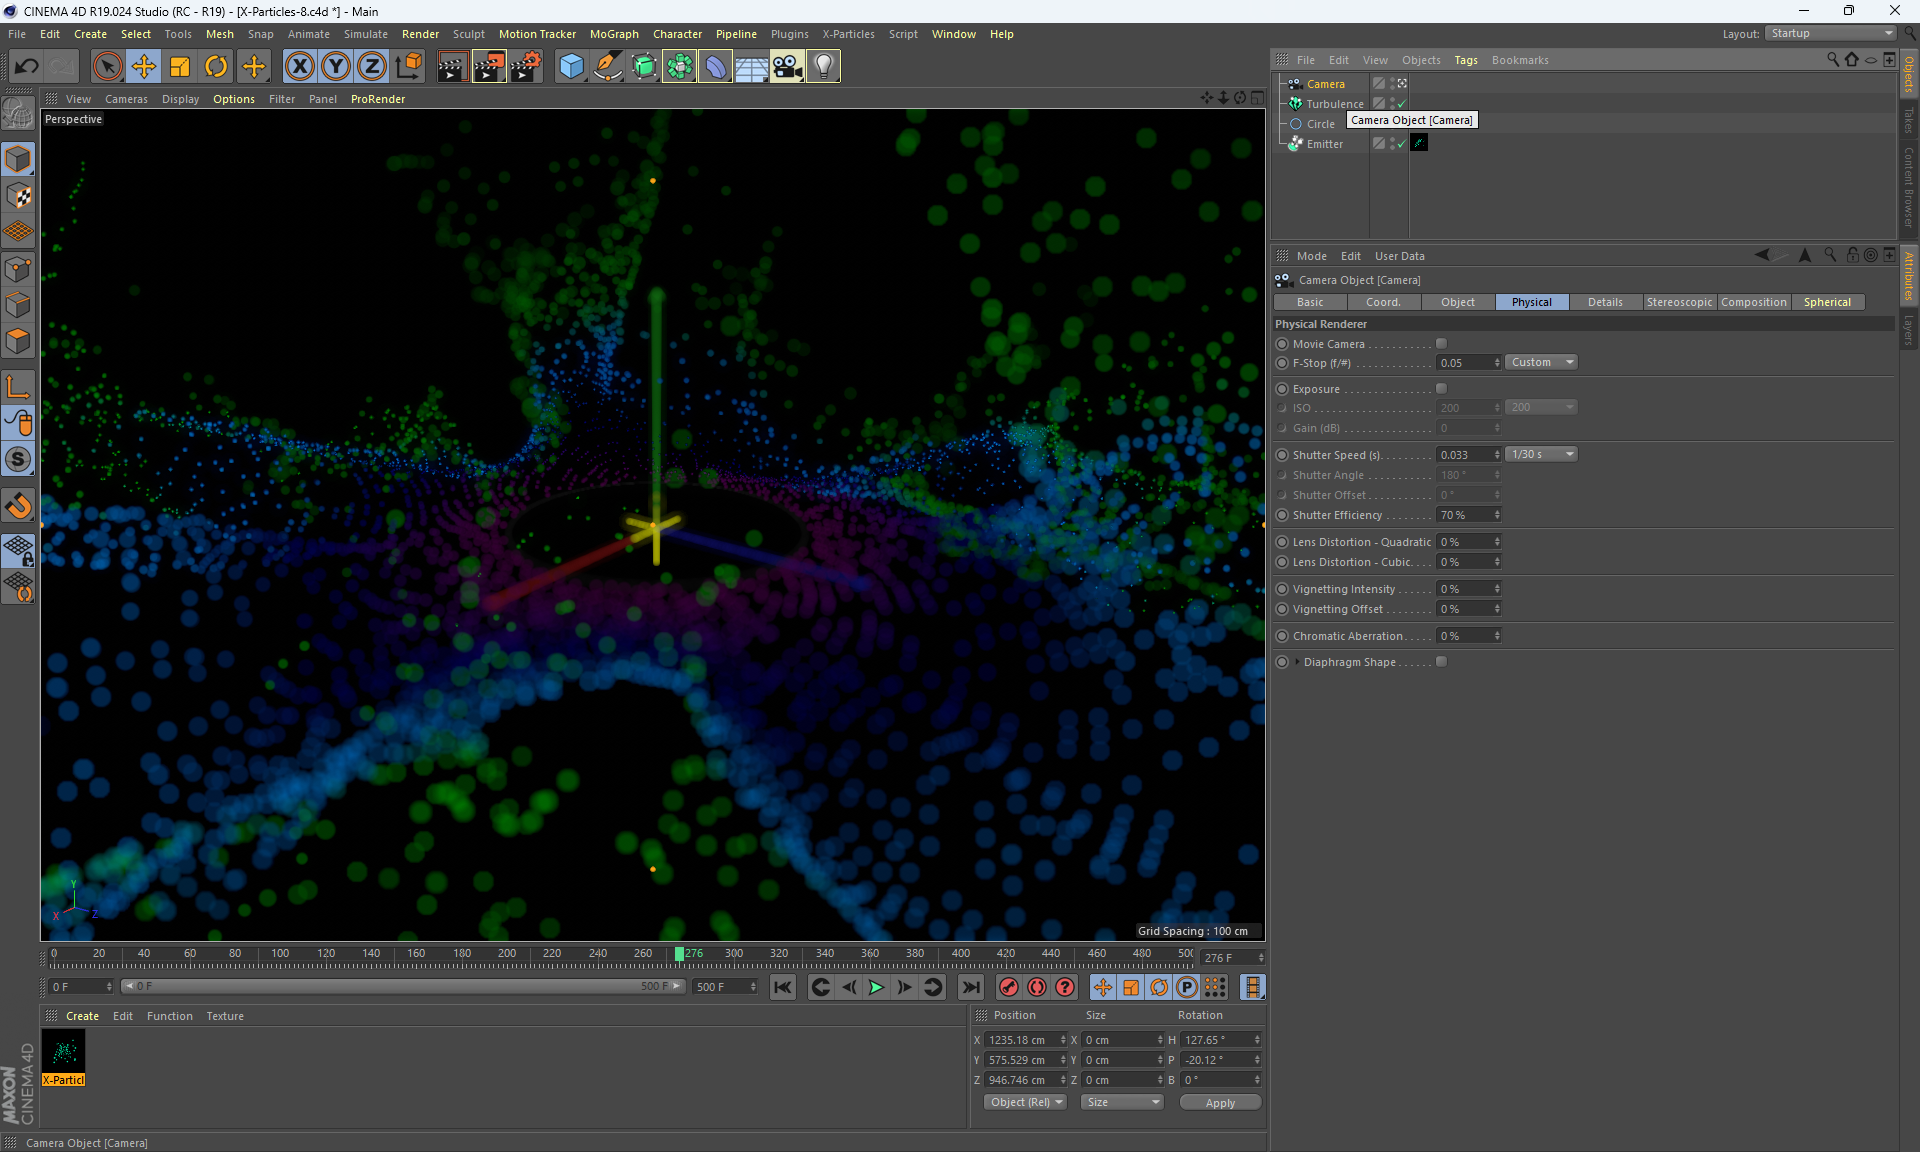 CINEMA 4D R19.024 Studio (RC - R19) - [X-Particles-8.c4d *] - Main
File Edit Create Select Tools Mesh Snap Animate Simulate Render Sculpt Motion Tracker MoGraph Character Pipeline Plugins X-Particles Script Window Help
Layout: Startup
View Cameras Display Options Filter Panel ProRender
Perspective
Grid Spacing : 100 cm
Y
X
Z
File Edit View Objects Tags Bookmarks
Camera
Turbulence
Circle
Emitter
Camera Object [Camera]
Objects
Takes
Content Browser
Attributes
Layers
Mode Edit User Data
Camera Object [Camera]
Basic Coord. Object Physical Details Stereoscopic Composition Spherical
Physical Renderer
Movie Camera
F-Stop (f/#) 0.05 Custom
Exposure
ISO 200 200
Gain (dB) 0
Shutter Speed (s) 0.033 1/30 s
Shutter Angle 180 °
Shutter Offset 0 °
Shutter Efficiency 70 %
Lens Distortion - Quadratic 0 %
Lens Distortion - Cubic 0 %
Vignetting Intensity 0 %
Vignetting Offset 0 %
Chromatic Aberration 0 %
Diaphragm Shape
0 20 40 60 80 100 120 140 160 180 200 220 240 260 276 300 320 340 360 380 400 420 440 460 480 500
276 F
0 F 0 F 500 F 500 F
Create Edit Function Texture
X-Particl
MAXON CINEMA 4D
Position Size Rotation
X 1235.18 cm X 0 cm H 127.65 °
Y 575.529 cm Y 0 cm P -20.12 °
Z 946.746 cm Z 0 cm B 0 °
Object (Rel) Size Apply
Camera Object [Camera]